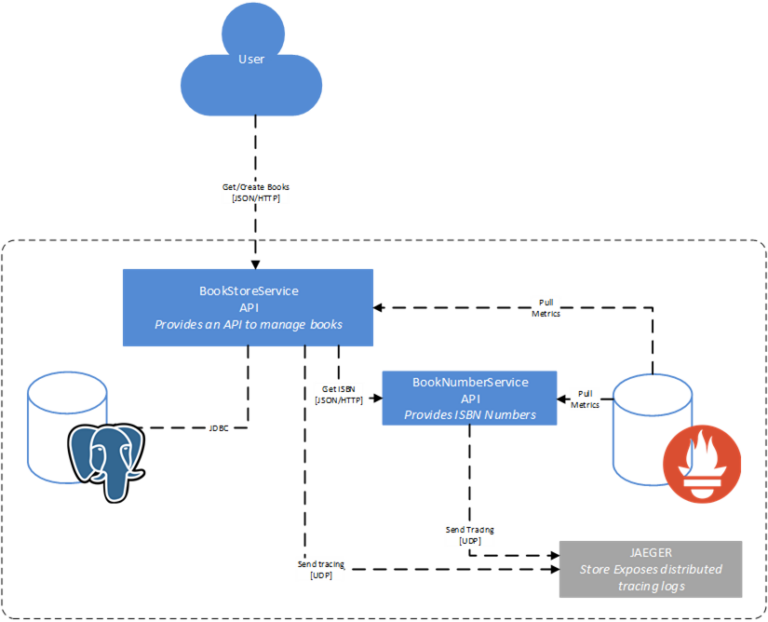 User
Get/Create Books
[JSON/HTTP]
BookStoreService
API
Provides an API to manage books
Pull
Metrics
Get ISBN
[JSON/HTTP]
BookNumberService
API
Provides ISBN Numbers
Pull
Metrics
JDBC
Send Tracing
[UDP]
Send tracing
[UDP]
JAEGER
Store Exposes distributed
tracing logs